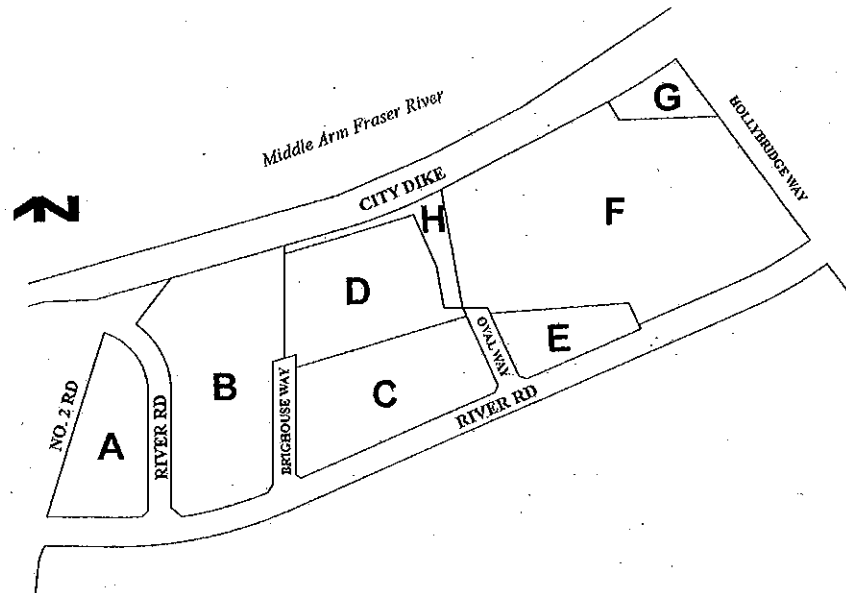 G
HOLLYBRIDGE WAY
Middle Arm Fraser River
CITY DIKE
N
H
F
D
OVAL WAY
E
B
C
NO. 2 RD
RIVER RD
BRIGHOUSE WAY
RIVER RD
A